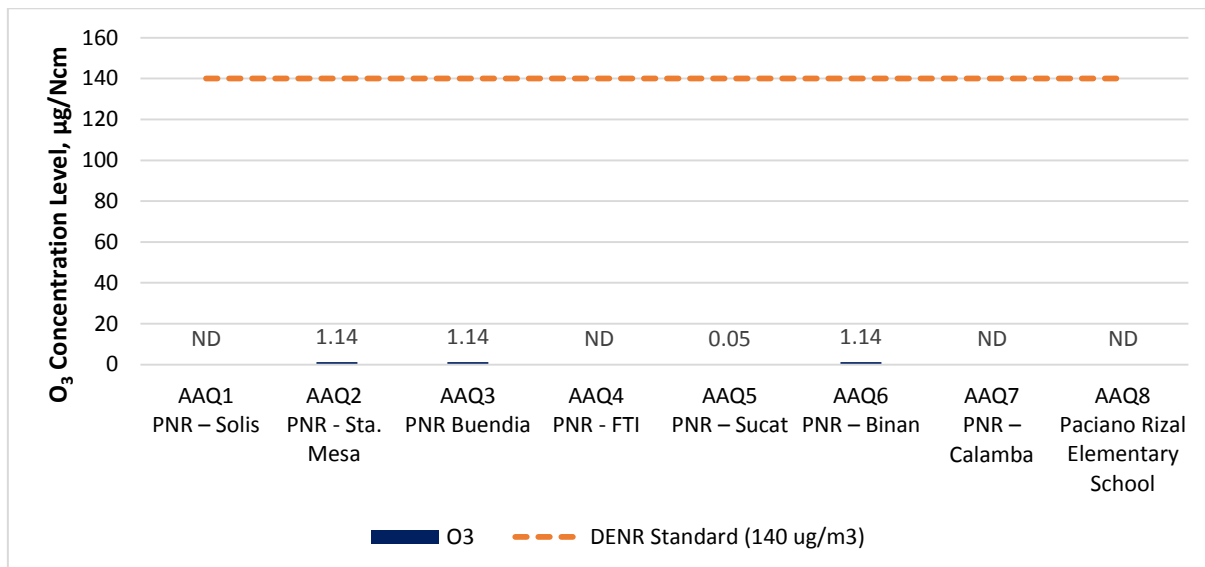 O3 Concentration Level, µg/Ncm
160
140
120
100
80
60
40
20
0
ND
1.14
1.14
ND
0.05
1.14
ND
ND
AAQ1
PNR – Solis
AAQ2
PNR - Sta.
Mesa
AAQ3
PNR Buendia
AAQ4
PNR - FTI
AAQ5
PNR – Sucat
AAQ6
PNR – Binan
AAQ7
PNR –
Calamba
AAQ8
Paciano Rizal
Elementary
School
O3
DENR Standard (140 ug/m3)